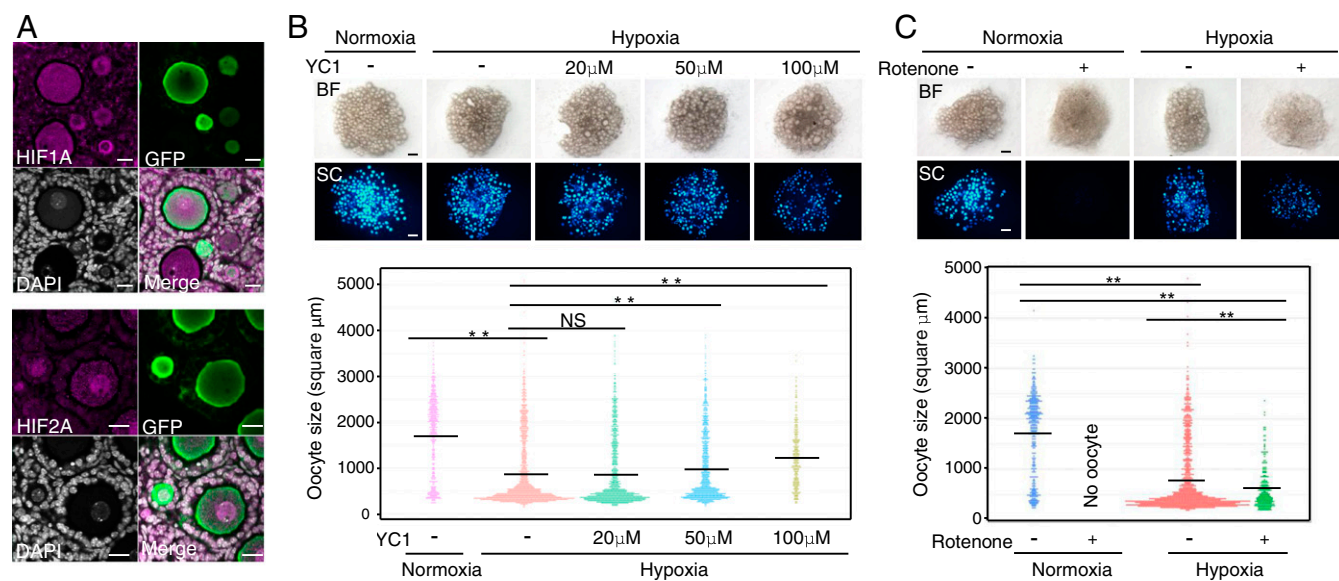 A
HIF1A GFP
DAPI Merge
HIF2A GFP
DAPI Merge
B
Normoxia Hypoxia
YC1 - - 20μM 50μM 100μM
BF
SC
Oocyte size (square μm)
5000
4000
3000
2000
1000
0
* *
NS
* *
* *
YC1 - - 20μM 50μM 100μM
Normoxia Hypoxia
C
Normoxia Hypoxia
Rotenone - + - +
BF
SC
Oocyte size (square μm)
5000
4000
3000
2000
1000
0
**
**
**
No oocyte
Rotenone - + - +
Normoxia Hypoxia